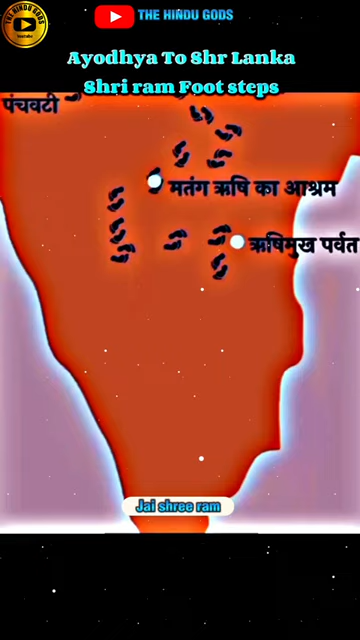 THE HINDU GODS
THE HINDU GODS
YouTube
Ayodhya To Shr Lanka
Shri ram Foot steps
पंचवटी
मतंग ऋषि का आश्रम
ऋषिमुख पर्वत
Jai shree ram